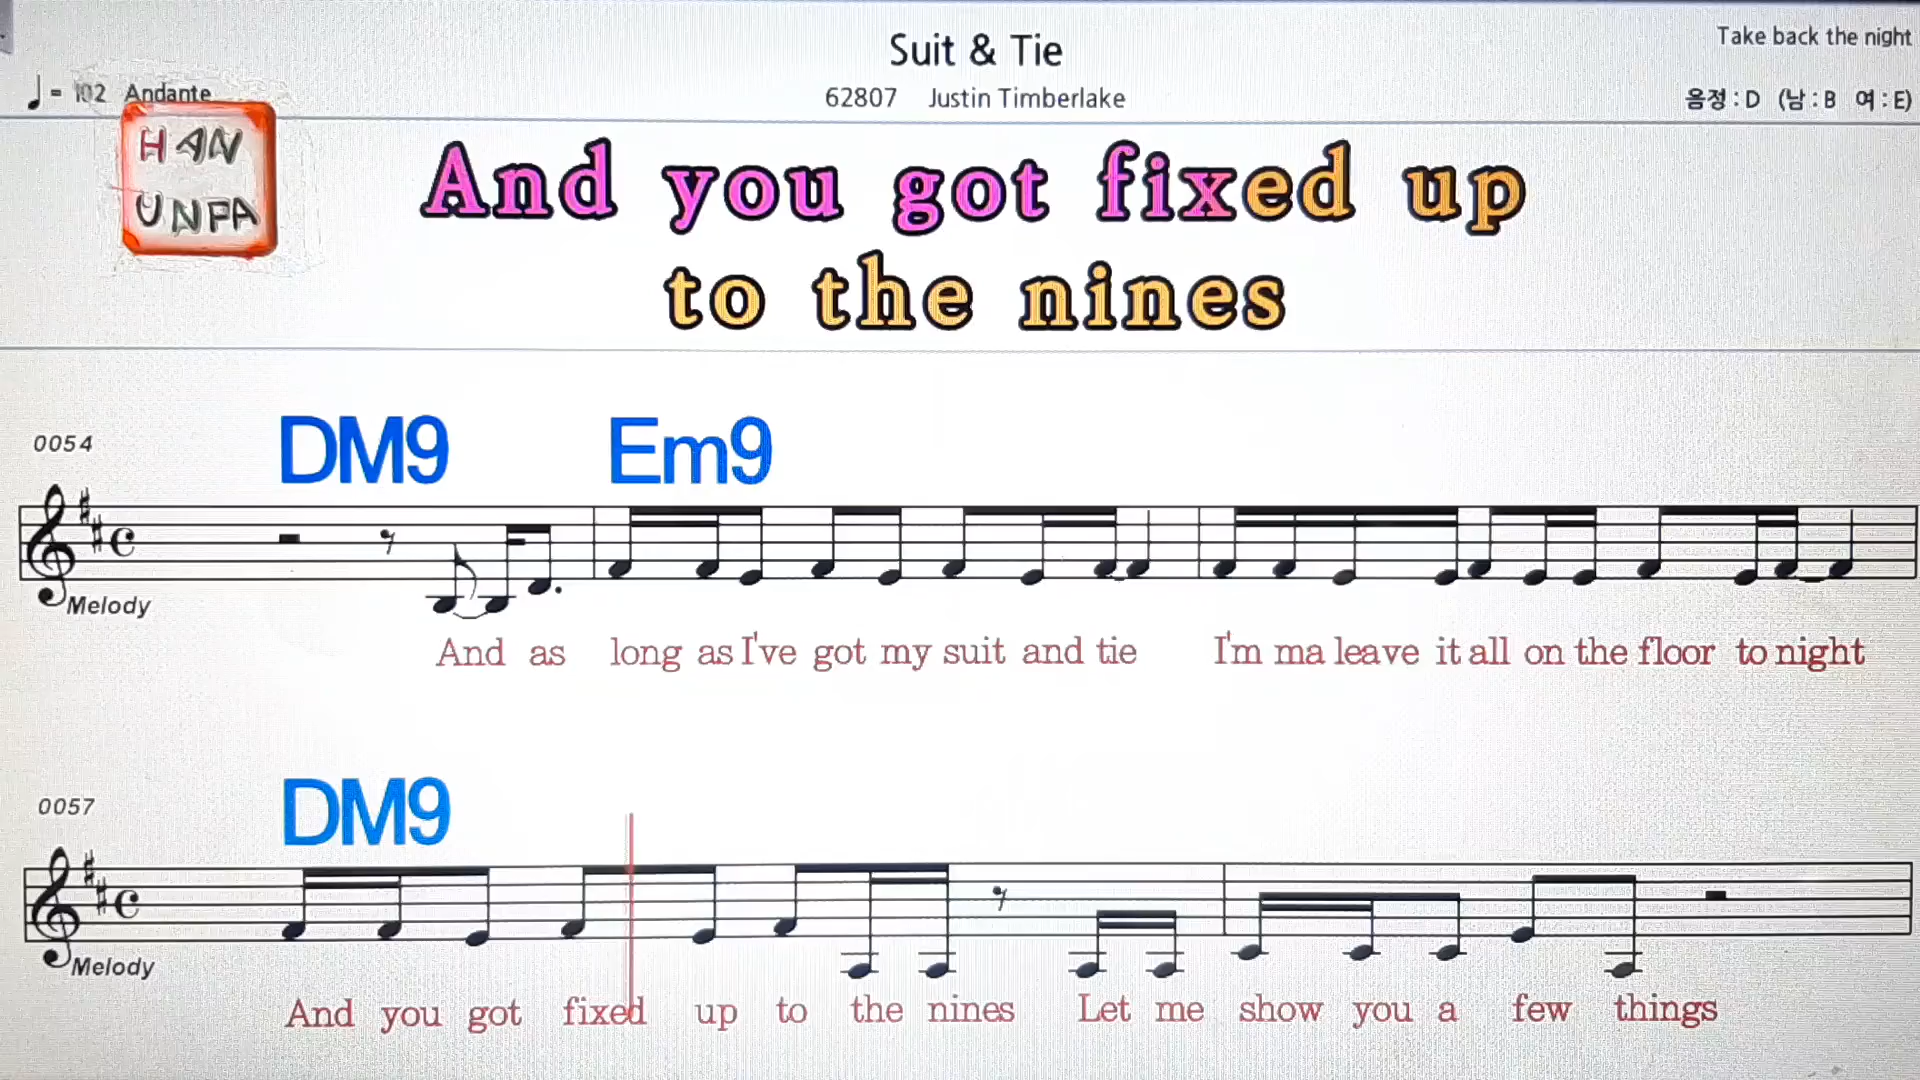 Suit & Tie
Take back the night
♩= 102 Andante
62807 Justin Timberlake
음정 : D (남 : B 여 : E)
HAN
UNPA
And you got fixed up
to the nines
0054
DM9 Em9
Melody
And as long as I've got my suit and tie I'm ma leave it all on the floor to night
0057
DM9
Melody
And you got fixed up to the nines Let me show you a few things